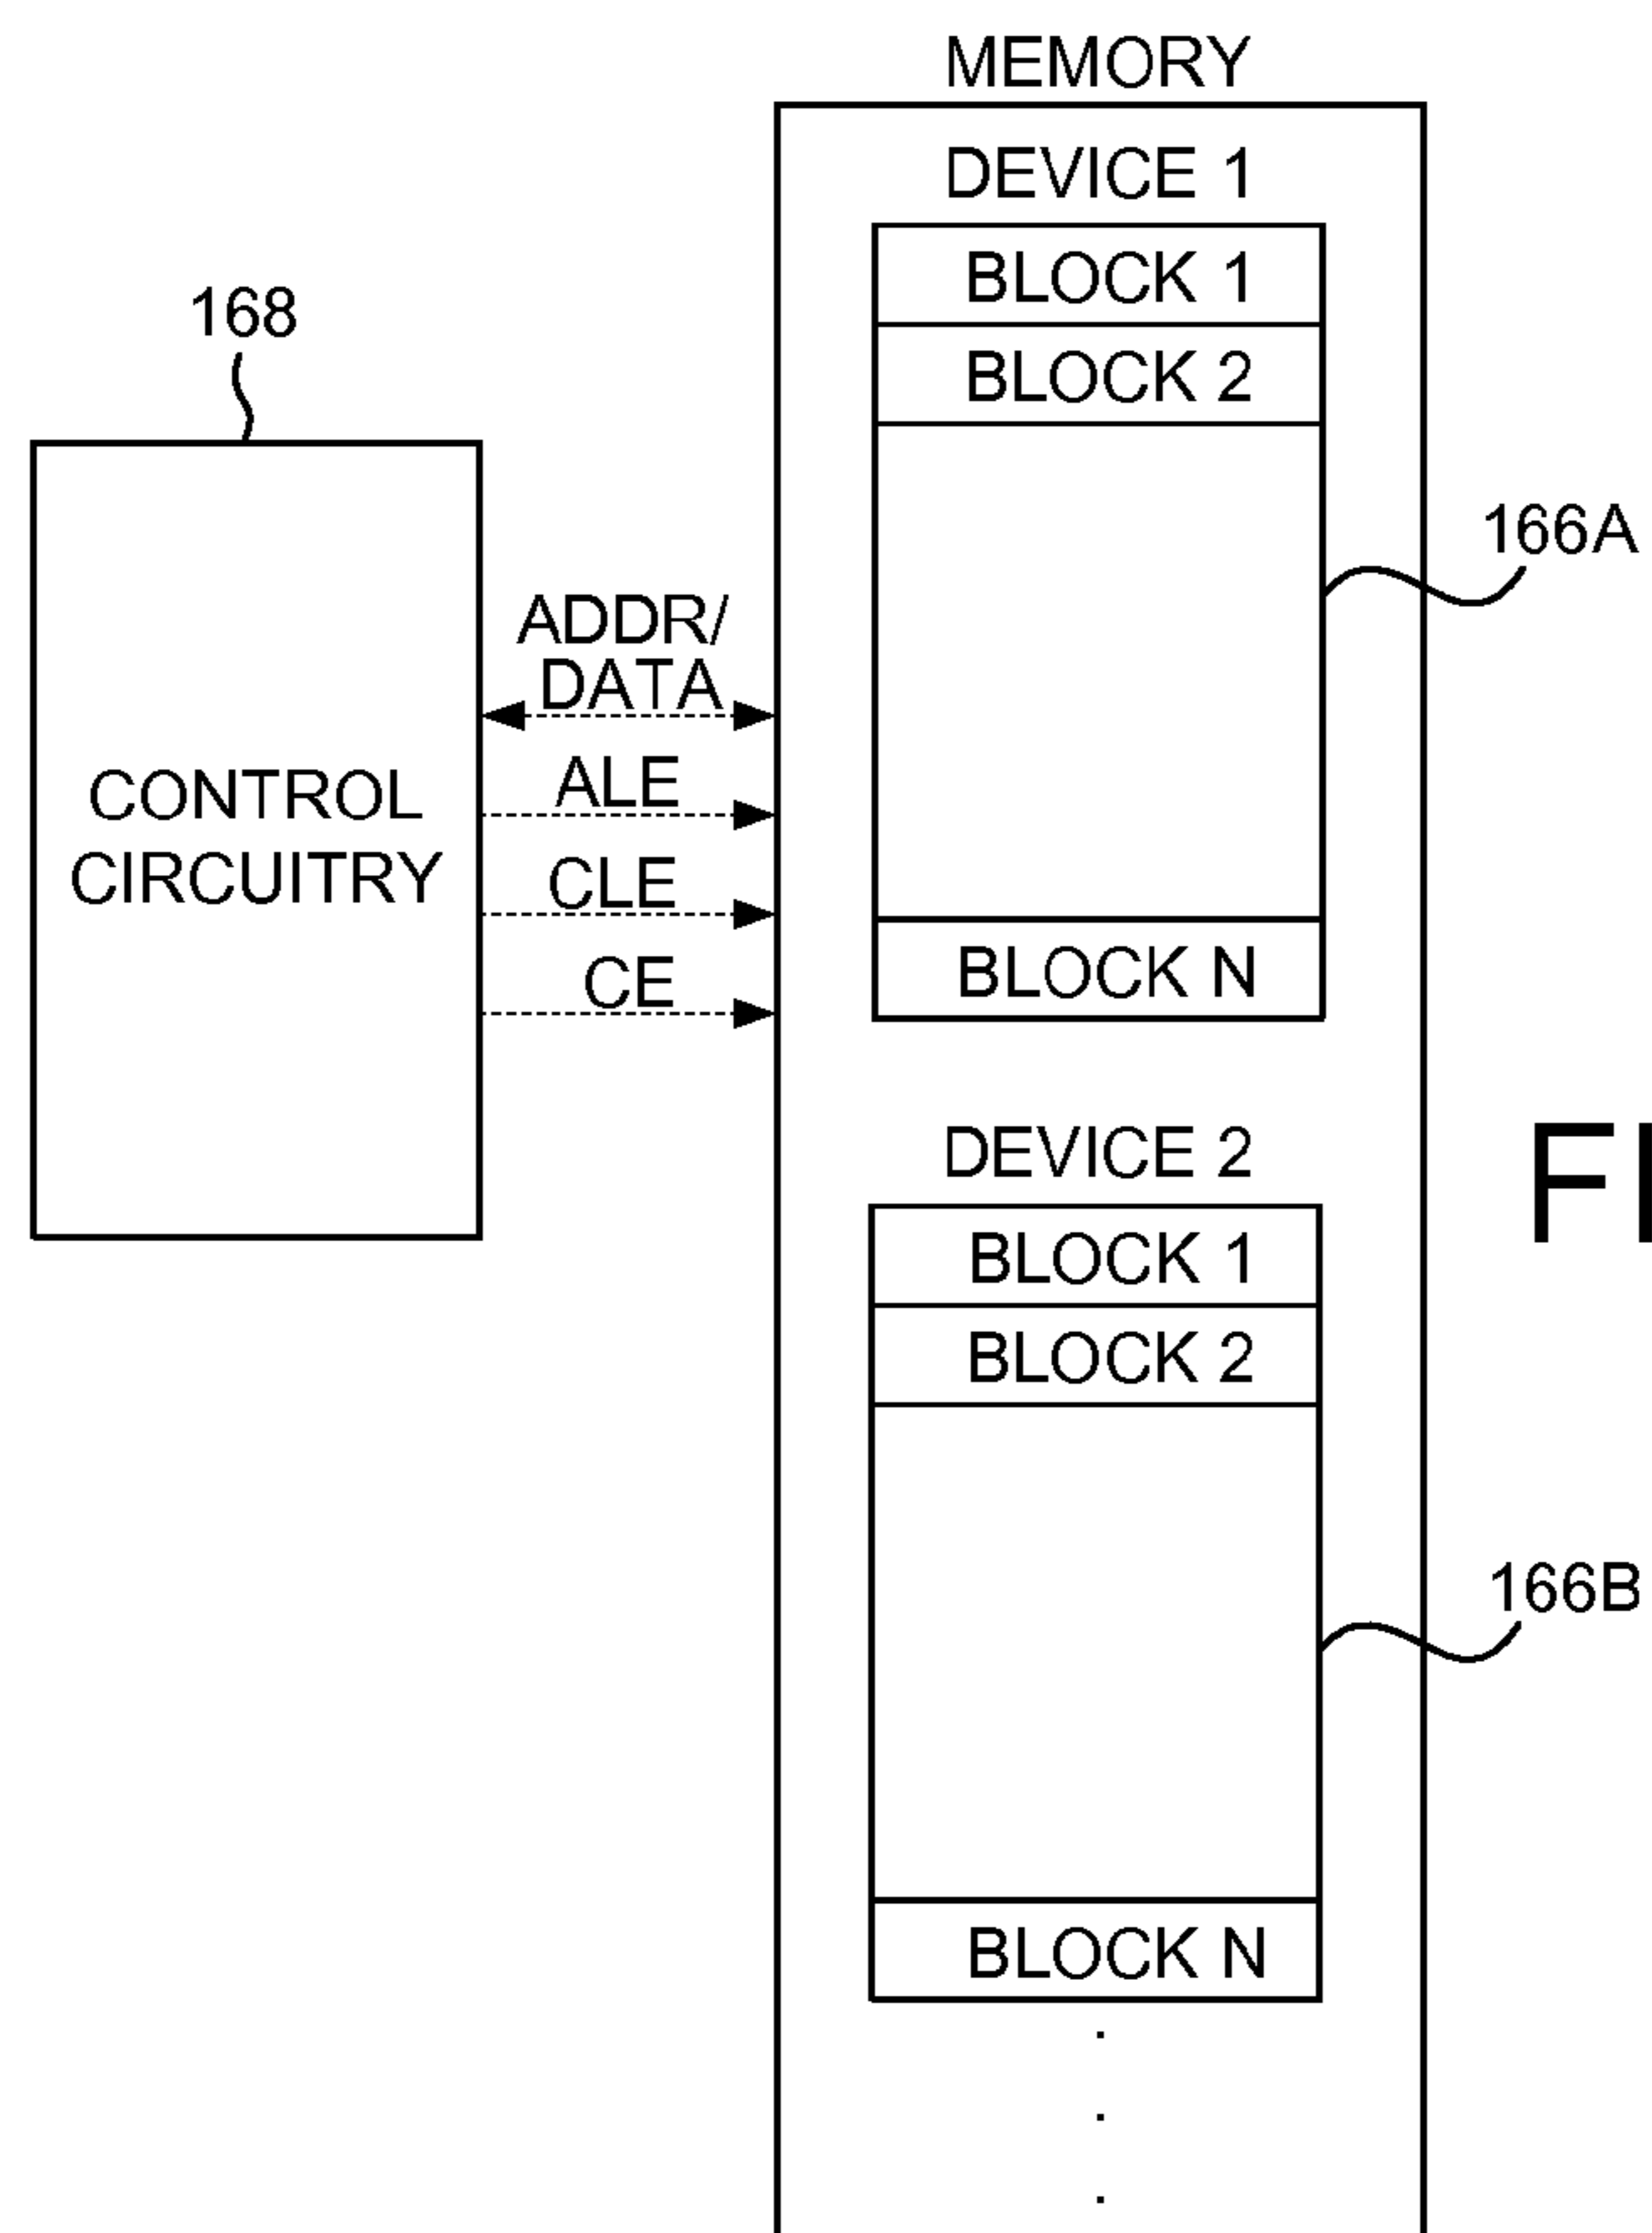 MEMORY
DEVICE 1
BLOCK 1
168
BLOCK 2
166A
ADDR/
DATA
ALE
CONTROL
CIRCUITRY
CLE
CE
BLOCK N
DEVICE 2
FI
BLOCK 1
BLOCK 2
166B
BLOCK N
.
.
.